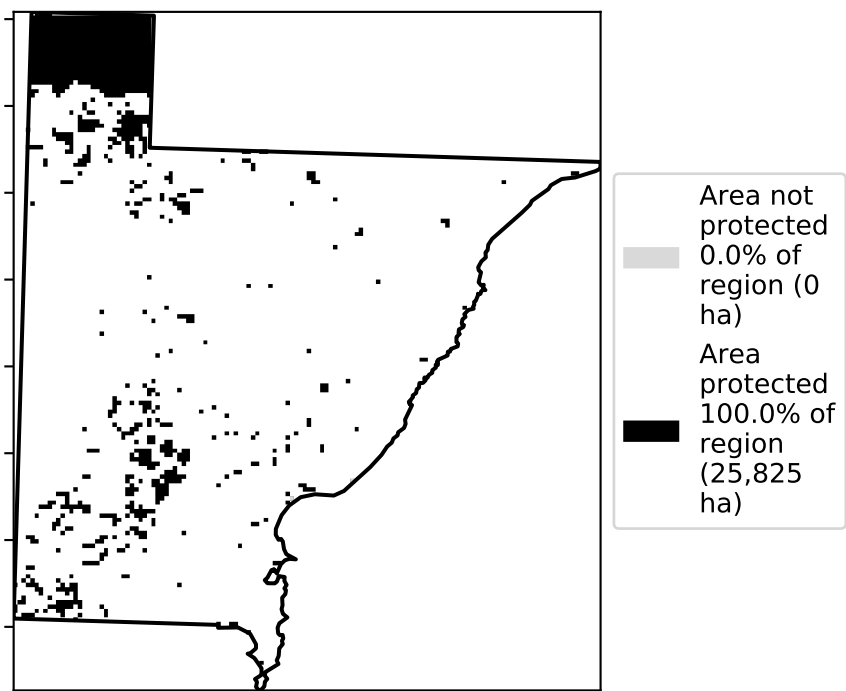 Area not
protected
0.0% of
region (0
ha)
Area
protected
100.0% of
region
(25,825
ha)